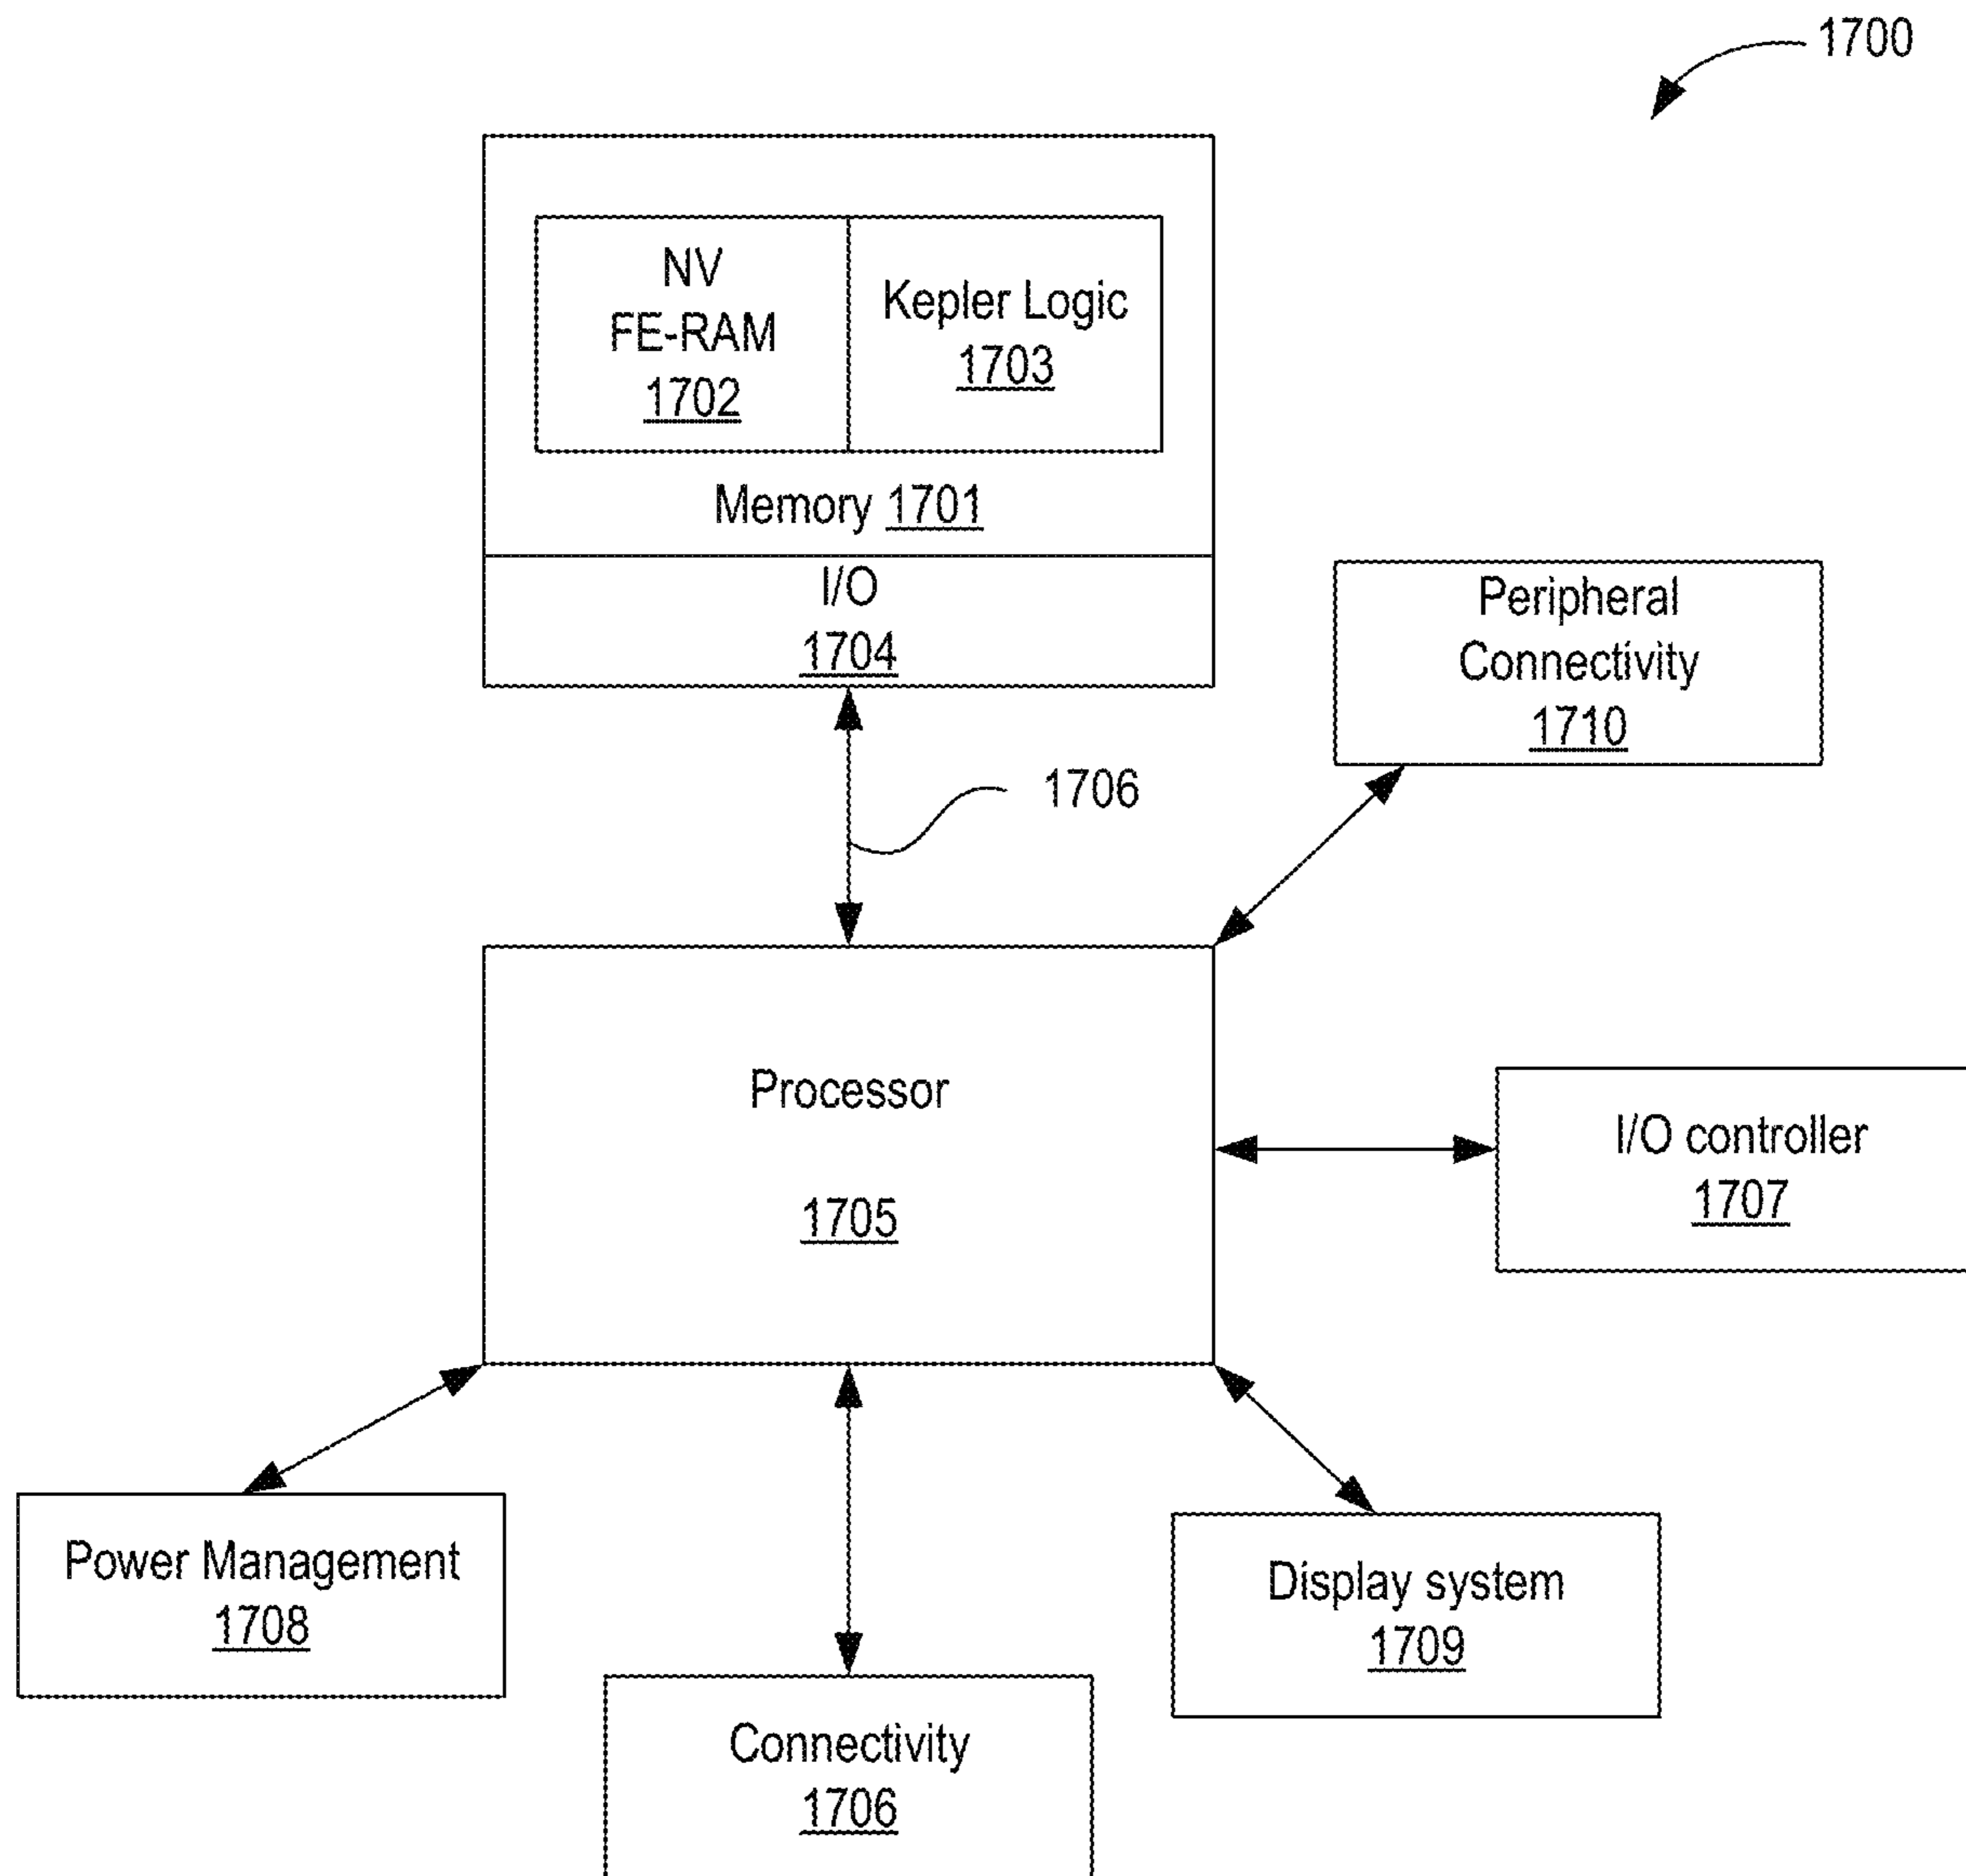 1700
NV
FE-RAM
1702
Kepler Logic
1703
Memory 1701
I/O
1704
Peripheral
Connectivity
1710
1706
Processor
1705
I/O controller
1707
Power Management
1708
Display system
1709
Connectivity
1706